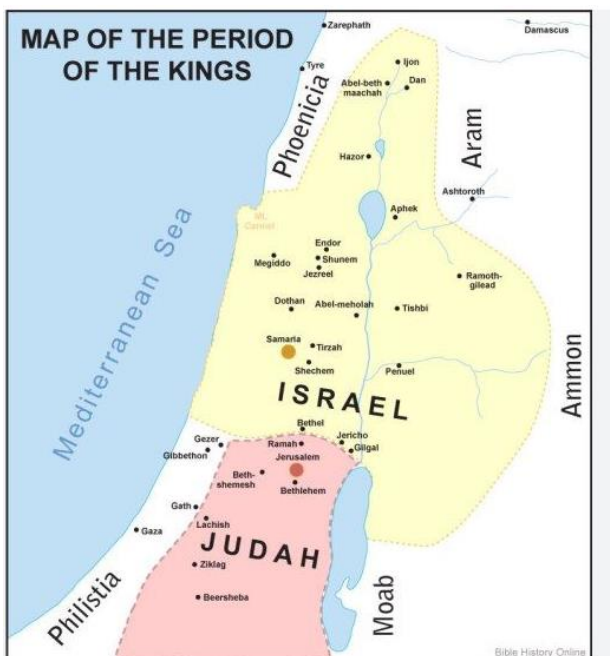 MAP OF THE PERIOD
OF THE KINGS
Zarephath
Damascus
Tyre
Ijon
Abel-beth
maachah
Dan
Phoenicia
Aram
Hazor
Ashtoroth
Aphek
Mt.
Carmel
Mediterranean Sea
Endor
Megiddo
Shunem
Jezreel
Ramoth-
gilead
Dothan
Abel-meholah
Tishbi
Samaria
Tirzah
Shechem
Penuel
Ammon
ISRAEL
Bethel
Gezer
Gibbethon
Ramah
Jericho
Gilgal
Jerusalem
Beth-
shemesh
Bethlehem
Gath
Lachish
Gaza
JUDAH
Ziklag
Philistia
Moab
Beersheba
Bible History Online